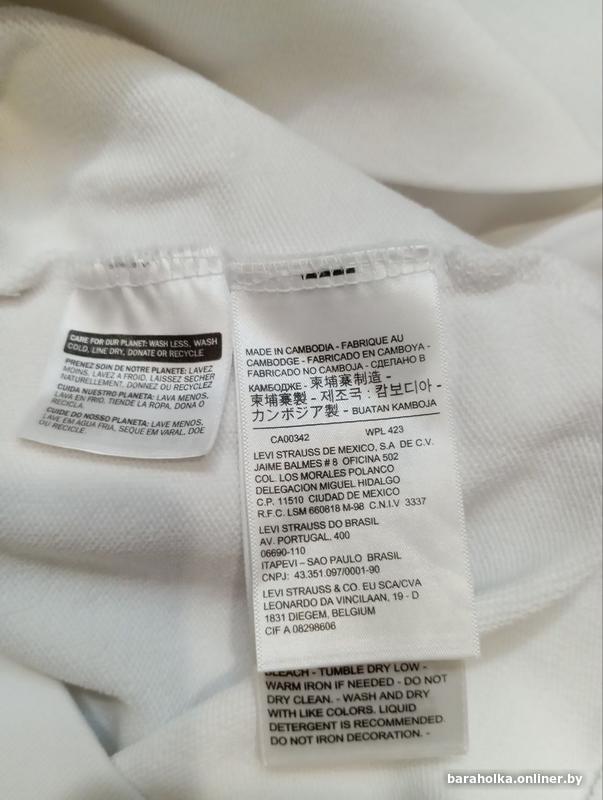 CARE FOR OUR PLANET: WASH LESS, WASH
COLD, LINE DRY, DONATE OR RECYCLE
PRENEZ SOIN DE NOTRE PLANETE: LAVEZ
MOINS, LAVEZ A FROID, LAISSEZ SECHER
NATURELLEMENT, DONNEZ OU RECYCLEZ
CUIDA NUESTRO PLANETA: LAVA MENOS,
LAVA EN FRIO, TIENDE LA ROPA, DONA O
RECICLA.
CUIDE DO NOSSO PLANETA: LAVE MENOS,
LAVE EM ÁGUA FRIA, SEQUE EM VARAL, DOE
OU RECICLE.
MADE IN CAMBODIA - FABRIQUE AU
CAMBODGE - FABRICADO EN CAMBOYA -
FABRICADO NO CAMBOJA - СДЕЛАНО В
КАМБОДЖЕ - 柬埔寨制造 -
柬埔寨製 - 제조국 : 캄보디아 -
カンボジア製 - BUATAN KAMBOJA
CA00342 WPL 423
LEVI STRAUSS DE MEXICO, S.A DE C.V.
JAIME BALMES # 8 OFICINA 502
COL. LOS MORALES POLANCO
DELEGACION MIGUEL HIDALGO
C.P. 11510 CIUDAD DE MEXICO
R.F.C. LSM 660818 M-98 C.N.I.V 3337
LEVI STRAUSS DO BRASIL
AV. PORTUGAL, 400
06690-110
ITAPEVI – SAO PAULO BRASIL
CNPJ: 43.351.097/0001-90
LEVI STRAUSS & CO. EU SCA/CVA
LEONARDO DA VINCILAAN, 19 - D
1831 DIEGEM, BELGIUM
CIF A 08298606
BLEACH - TUMBLE DRY LOW -
WARM IRON IF NEEDED - DO NOT
DRY CLEAN. - WASH AND DRY
WITH LIKE COLORS. LIQUID
DETERGENT IS RECOMMENDED.
DO NOT IRON DECORATION. -
baraholka.onliner.by